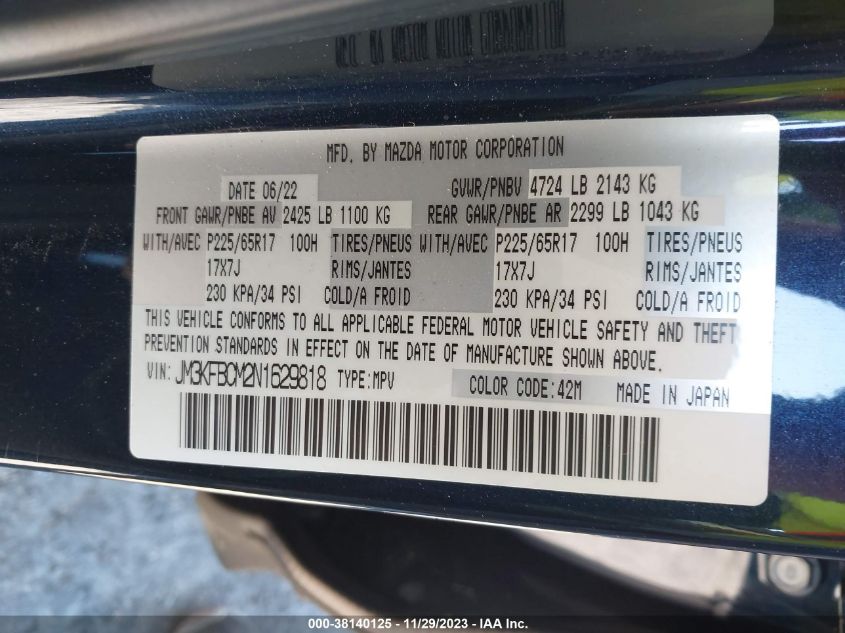 MFD. BY MAZDA MOTOR CORPORATION
DATE 06/22 GVWR/PNBV 4724 LB 2143 KG
FRONT GAWR/PNBE AV 2425 LB 1100 KG REAR GAWR/PNBE AR 2299 LB 1043 KG
WITH/AVEC P225/65R17 100H TIRES/PNEUS WITH/AVEC P225/65R17 100H TIRES/PNEUS
17X7J RIMS/JANTES 17X7J RIMS/JANTES
230 KPA/34 PSI COLD/A FROID 230 KPA/34 PSI COLD/A FROID
THIS VEHICLE CONFORMS TO ALL APPLICABLE FEDERAL MOTOR VEHICLE SAFETY AND THEFT
PREVENTION STANDARDS IN EFFECT ON THE DATE OF MANUFACTURE SHOWN ABOVE.
VIN: JM3KFBCM2N1629818 TYPE:MPV COLOR CODE:42M MADE IN JAPAN
000-38140125 - 11/29/2023 - IAA Inc.